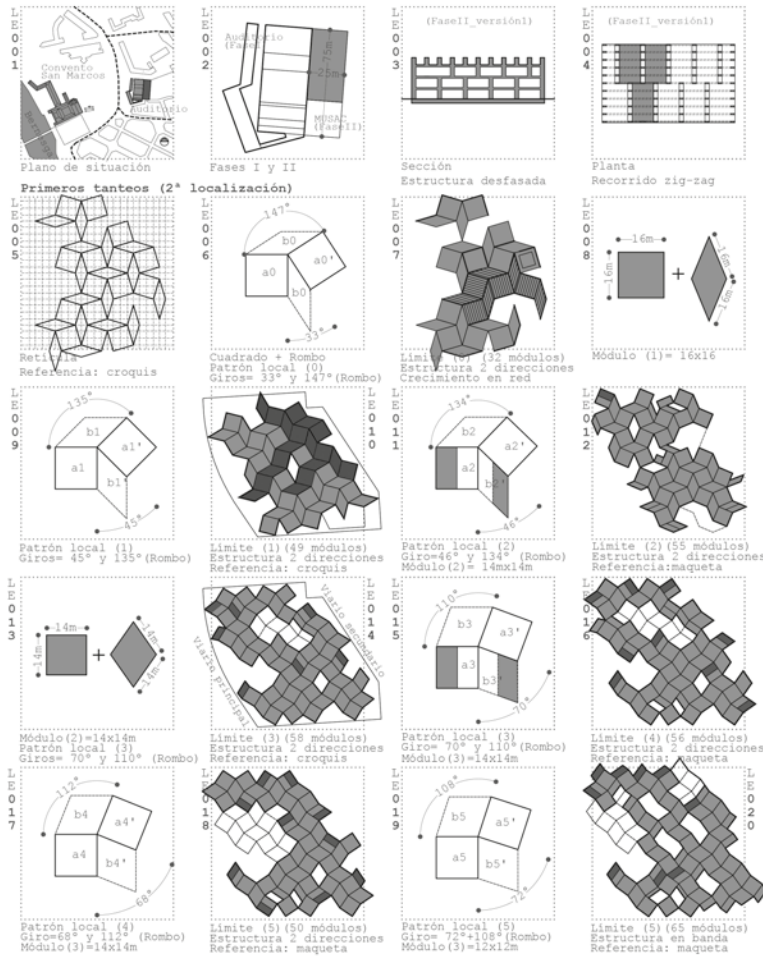 LE001
Convento
San Marcos
Auditorio
Bernesga
Plano de situación
LE002
Auditorio
(FaseI)
75m
25m
MUSAC
(FaseII)
Fases I y II
LE003
(FaseII_versión1)
Sección
Estructura desfasada
LE004
(FaseII_versión1)
Planta
Recorrido zig-zag
Primeros tanteos (2ª localización)
LE005
Retícula
Referencia: croquis
LE006
147°
b0
a0
a0'
b0'
33°
Cuadrado + Rombo
Patrón local (0)
Giros= 33° y 147°(Rombo)
LE007
Límite (0) (32 módulos)
Estructura 2 direcciones
Crecimiento en red
LE008
16m
16m
+
16m
16m
Módulo (1)= 16x16
LE009
135°
b1
a1
a1'
b1'
45°
Patrón local (1)
Giros= 45° y 135°(Rombo)
LE010
Límite (1)(49 módulos)
Estructura 2 direcciones
Referencia: croquis
LE011
134°
b2
a2
a2'
b2'
46°
Patrón local (2)
Giros=46° y 134° (Rombo)
Módulo(2)= 14mx14m
LE012
Límite (2)(55 módulos)
Estructura 2 direcciones
Referencia:maqueta
LE013
14m
14m
+
14m
14m
Módulo(2)=14x14m
Patrón local (3)
Giros= 70° y 110° (Rombo)
LE014
Viario secundario
Viario principal
Límite (3)(58 módulos)
Estructura 2 direcciones
Referencia: croquis
LE015
110°
b3
a3
a3'
b3'
70°
Patrón local (3)
Giro= 70° y 110°(Rombo)
Módulo(3)=14x14m
LE016
Límite (4)(56 módulos)
Estructura 2 direcciones
Referencia: maqueta
LE017
112°
b4
a4
a4'
b4'
68°
Patrón local (4)
Giro=68° y 112° (Rombo)
Módulo(3)=14x14m
LE018
Límite (5)(50 módulos)
Estructura 2 direcciones
Referencia: maqueta
LE019
108°
b5
a5
a5'
b5'
72°
Patrón local (5)
Giro= 72°+108°(Rombo)
Módulo(3)=12x12m
LE020
Límite (5)(65 módulos)
Estructura en banda
Referencia: maqueta